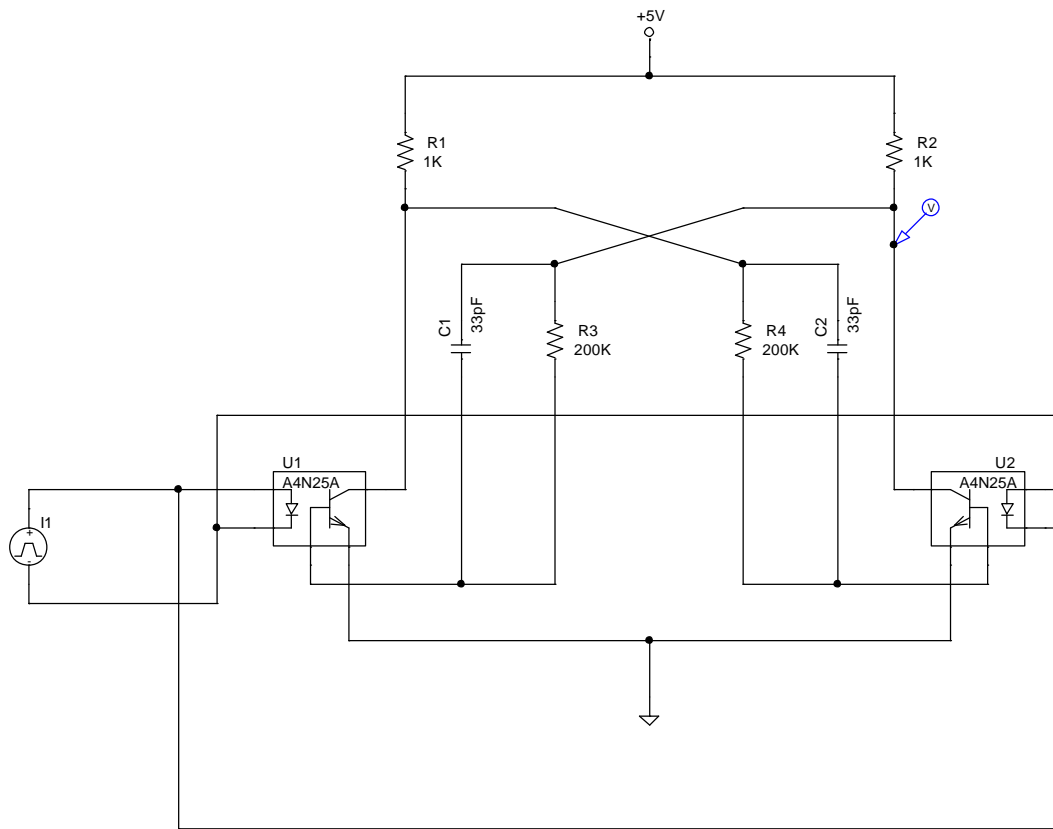 +5V
R1
1K
R2
1K
V
C1
33pF
R3
200K
R4
200K
C2
33pF
U1
A4N25A
U2
A4N25A
I1
+
-